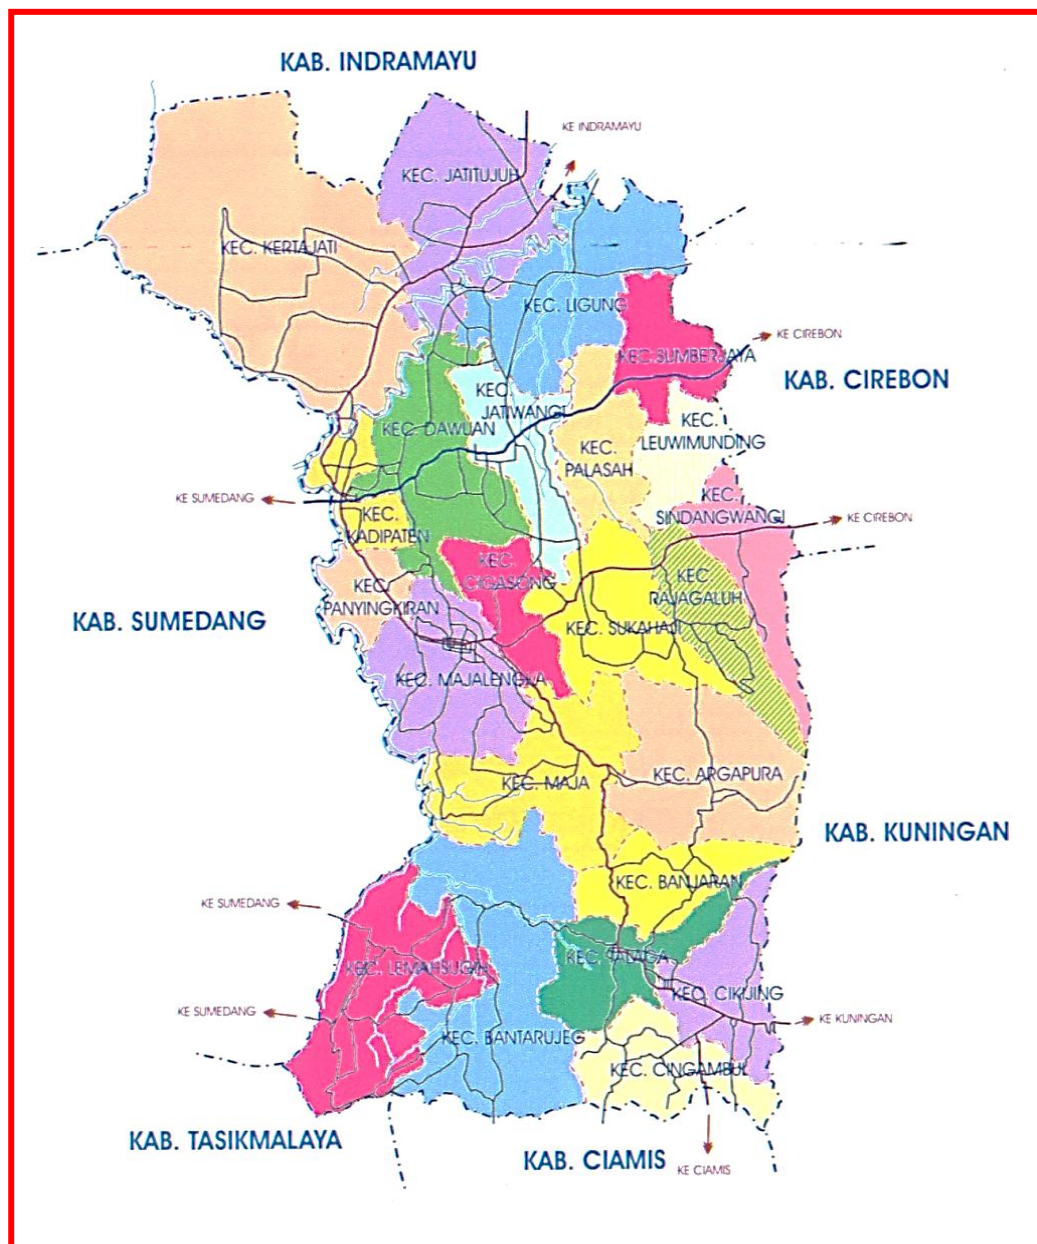 KAB. INDRAMAYU
KE INDRAMAYU
KEC. JATITUJUH
KEC. KERTAJATI
KEC. LIGUNG
KE CIREBON
KEC. SUMBERJAYA
KAB. CIREBON
KEC.
JATIWANGI
KEC. DAWUAN
KEC.
LEUWIMUNDING
KEC.
PALASAH
KE SUMEDANG
KEC.
SINDANGWANGI
KE CIREBON
KEC.
KADIPATEN
KEC.
CIGASONG
KEC.
RAJAGALUH
KEC.
PANYINGKIRAN
KAB. SUMEDANG
KEC. SUKAHAJI
KEC. MAJALENGKA
KEC. MAJA
KEC. ARGAPURA
KAB. KUNINGAN
KEC. BANJARAN
KE SUMEDANG
KEC. TALAGA
KEC. LEMAHSUGIH
KEC. CIKIJING
KE SUMEDANG
KE KUNINGAN
KEC. BANTARUJEG
KEC. CINGAMBUL
KAB. TASIKMALAYA
KAB. CIAMIS
KE CIAMIS